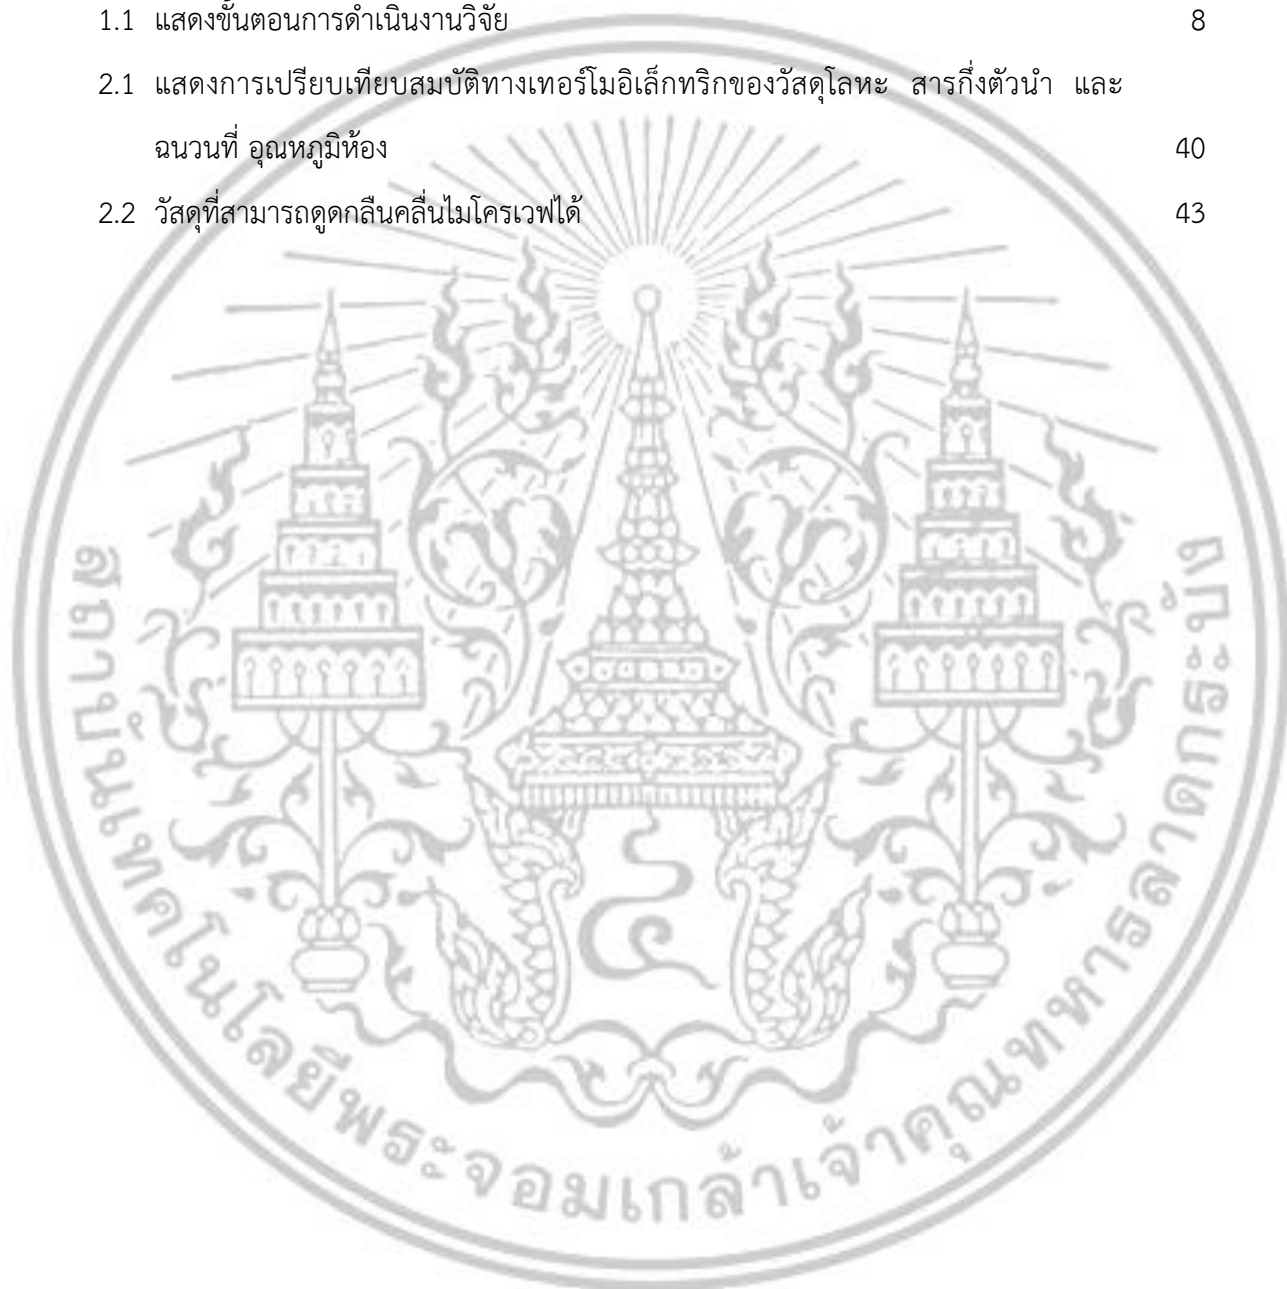 1.1 แสดงขั้นตอนการดำเนินงานวิจัย 8
2.1 แสดงการเปรียบเทียบสมบัติทางเทอร์โมอิเล็กทริกของวัสดุโลหะ สารกึ่งตัวนำ และ
ฉนวนที่ อุณหภูมิห้อง 40
2.2 วัสดุที่สามารถดูดกลืนคลื่นไมโครเวฟได้ 43
สถาบันเทคโนโลยีพระจอมเกล้าเจ้าคุณทหารลาดกระบัง